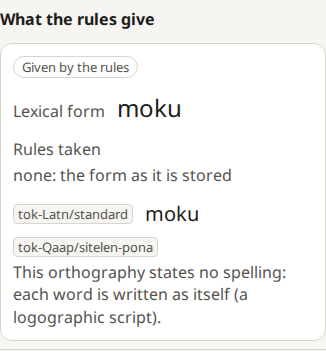 What the rules give
Given by the rules
Lexical form moku
Rules taken
none: the form as it is stored
tok-Latn/standard moku
tok-Qaap/sitelen-pona
This orthography states no spelling:
each word is written as itself (a
logographic script).